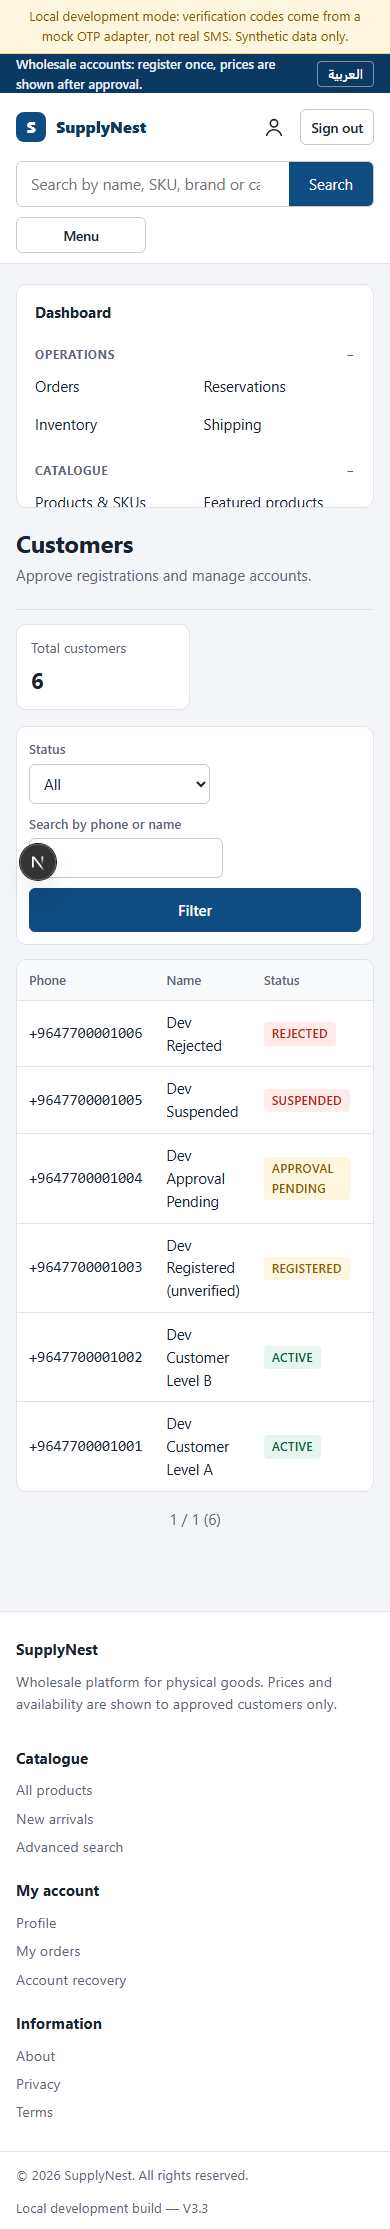 Local development mode: verification codes come from a
mock OTP adapter, not real SMS. Synthetic data only.
Wholesale accounts: register once, prices are
shown after approval.
العربية
S SupplyNest
Sign out
Search by name, SKU, brand or ca
Search
Menu
Dashboard
OPERATIONS –
Orders Reservations
Inventory Shipping
CATALOGUE –
Products & SKUs Featured products
Customers
Approve registrations and manage accounts.
Total customers
6
Status
All
Search by phone or name
N
Filter
Phone Name Status
+9647700001006 Dev Rejected REJECTED
+9647700001005 Dev Suspended SUSPENDED
+9647700001004 Dev Approval Pending APPROVAL PENDING
+9647700001003 Dev Registered (unverified) REGISTERED
+9647700001002 Dev Customer Level B ACTIVE
+9647700001001 Dev Customer Level A ACTIVE
1 / 1 (6)
SupplyNest
Wholesale platform for physical goods. Prices and
availability are shown to approved customers only.
Catalogue
All products
New arrivals
Advanced search
My account
Profile
My orders
Account recovery
Information
About
Privacy
Terms
© 2026 SupplyNest. All rights reserved.
Local development build — V3.3